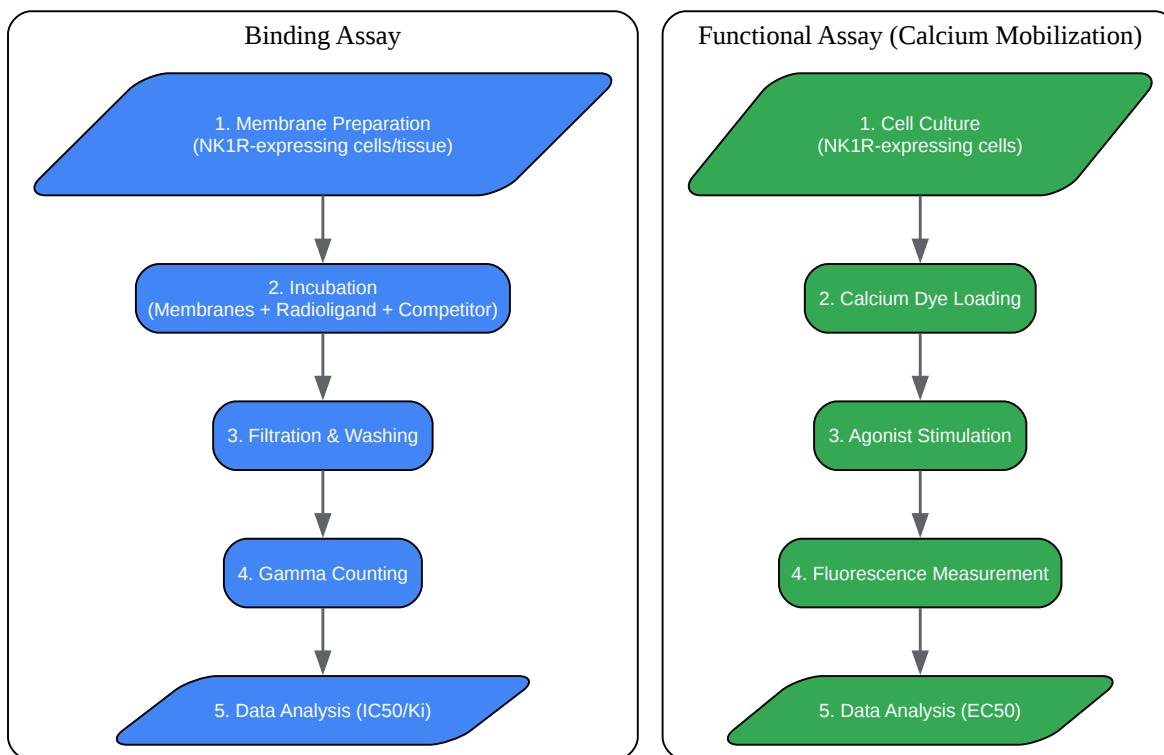 Binding Assay
1. Membrane Preparation
(NK1R-expressing cells/tissue)
2. Incubation
(Membranes + Radioligand + Competitor)
3. Filtration & Washing
4. Gamma Counting
5. Data Analysis (IC50/Ki)
Functional Assay (Calcium Mobilization)
1. Cell Culture
(NK1R-expressing cells)
2. Calcium Dye Loading
3. Agonist Stimulation
4. Fluorescence Measurement
5. Data Analysis (EC50)